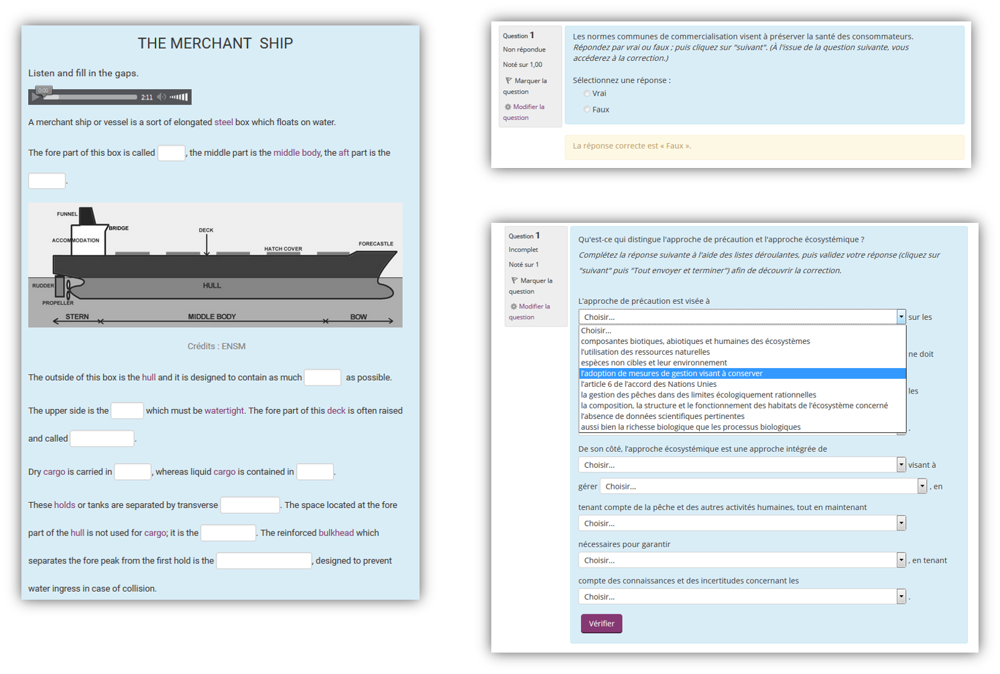 THE MERCHANT SHIP
Listen and fill in the gaps.
0:00
2:11
A merchant ship or vessel is a sort of elongated steel box which floats on water.
The fore part of this box is called , the middle part is the middle body, the aft part is the
.
FUNNEL
BRIDGE
ACCOMMODATION
DECK
HATCH COVER
FORECASTLE
RUDDER
HULL
PROPELLER
STERN
MIDDLE BODY
BOW
Crédits : ENSM
The outside of this box is the hull and it is designed to contain as much as possible.
The upper side is the which must be watertight. The fore part of this deck is often raised
and called .
Dry cargo is carried in , whereas liquid cargo is contained in .
These holds or tanks are separated by transverse . The space located at the fore
part of the hull is not used for cargo; it is the . The reinforced bulkhead which
separates the fore peak from the first hold is the , designed to prevent
water ingress in case of collision.
Question 1
Non répondue
Noté sur 1,00
Marquer la
question
Modifier la
question
Les normes communes de commercialisation visent à préserver la santé des consommateurs.
Répondez par vrai ou faux ; puis cliquez sur "suivant". (À l'issue de la question suivante, vous
accéderez à la correction.)
Sélectionnez une réponse :
Vrai
Faux
La réponse correcte est « Faux ».
Question 1
Incomplet
Noté sur 1
Marquer la
question
Modifier la
question
Qu'est-ce qui distingue l'approche de précaution et l'approche écosystémique ?
Complétez la réponse suivante à l'aide des listes déroulantes, puis validez votre réponse (cliquez sur
"suivant" puis "Tout envoyer et terminer") afin de découvrir la correction.
L'approche de précaution est visée à
Choisir... sur les
Choisir...
composantes biotiques, abiotiques et humaines des écosystèmes
l'utilisation des ressources naturelles
ne doit
espèces non cibles et leur environnement
l'adoption de mesures de gestion visant à conserver
l'article 6 de l'accord des Nations Unies
les
la gestion des pêches dans des limites écologiquement rationnelles
la composition, la structure et le fonctionnement des habitats de l'écosystème concerné
l'absence de données scientifiques pertinentes
aussi bien la richesse biologique que les processus biologiques
.
De son côté, l'approche écosystémique est une approche intégrée de
Choisir... visant à
gérer Choisir... , en
tenant compte de la pêche et des autres activités humaines, tout en maintenant
Choisir...
nécessaires pour garantir
Choisir... , en tenant
compte des connaissances et des incertitudes concernant les
Choisir... .
Vérifier